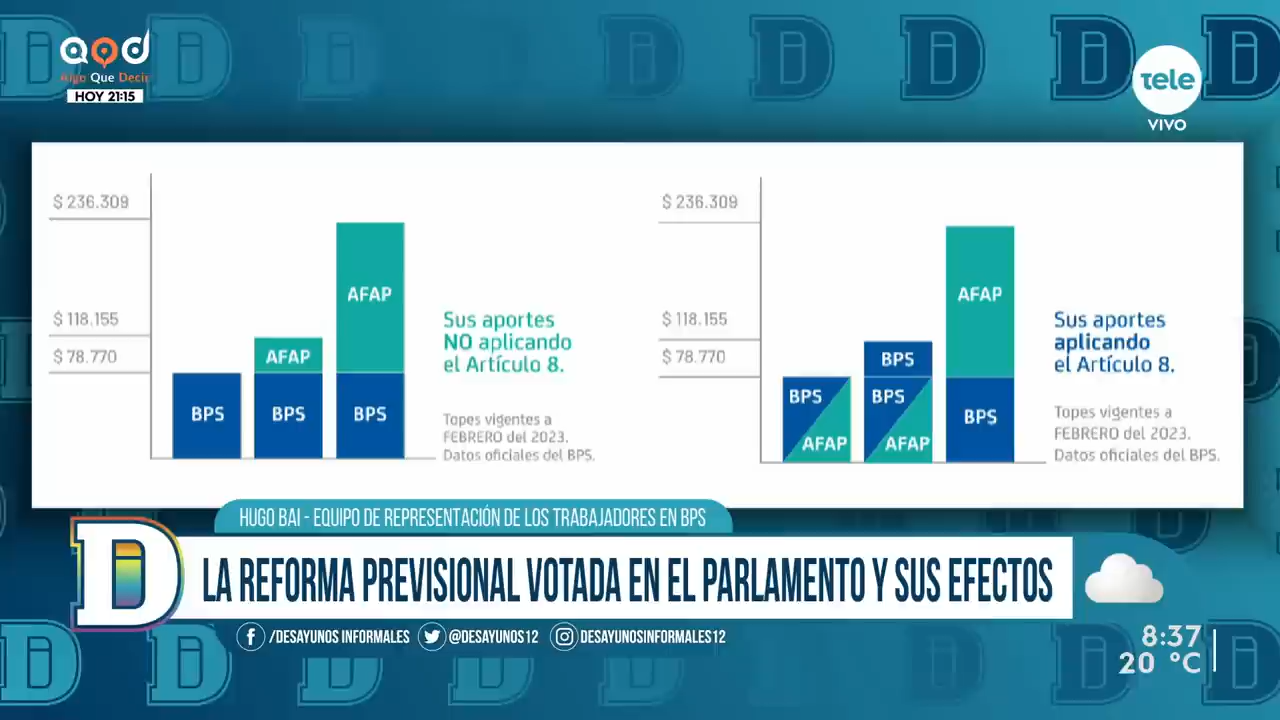 aqd
Algo Que Decir
HOY 21:15
tele
VIVO
$ 236.309
$ 118.155
$ 78.770
BPS
AFAP
BPS
AFAP
BPS
Sus aportes
NO aplicando
el Artículo 8.
Topes vigentes a
FEBRERO del 2023.
Datos oficiales del BPS.
$ 236.309
$ 118.155
$ 78.770
BPS
AFAP
BPS
BPS
AFAP
AFAP
BPS
Sus aportes
aplicando
el Artículo 8.
Topes vigentes a
FEBRERO del 2023.
Datos oficiales del BPS.
HUGO BAI - EQUIPO DE REPRESENTACIÓN DE LOS TRABAJADORES EN BPS
D
LA REFORMA PREVISIONAL VOTADA EN EL PARLAMENTO Y SUS EFECTOS
/DESAYUNOS INFORMALES @DESAYUNOS12 DESAYUNOSINFORMALES12
8:37
20 °C